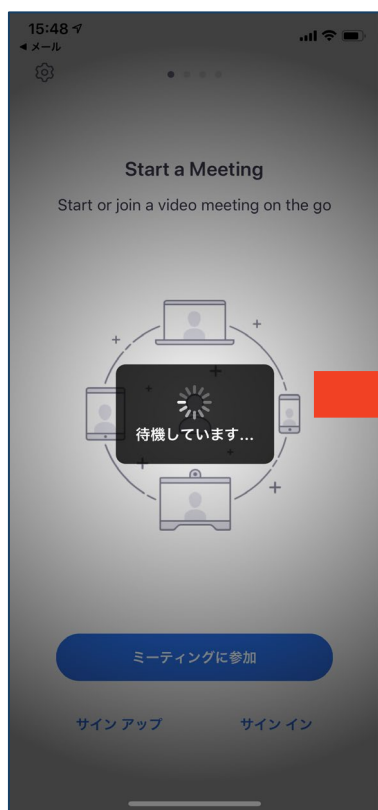 15:48
◀ メール
Start a Meeting
Start or join a video meeting on the go
待機しています...
ミーティングに参加
サイン アップ
サイン イン